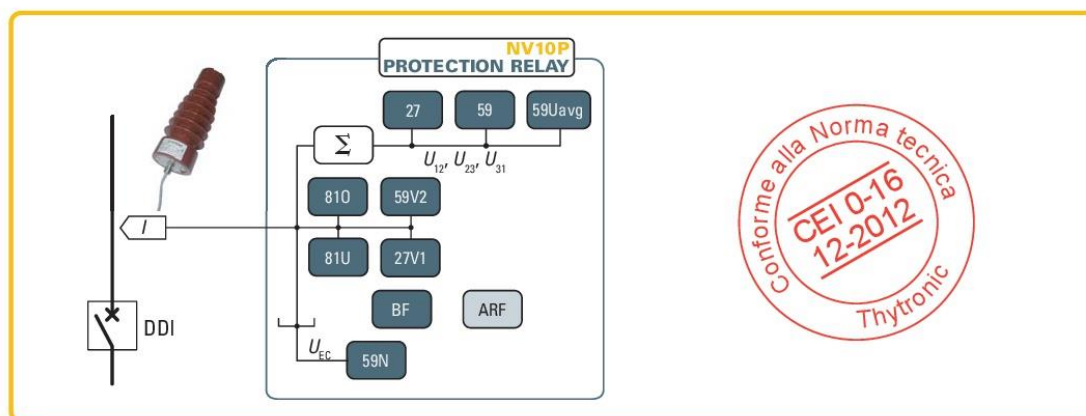 NV10P
PROTECTION RELAY
27
59
59Uavg
Σ
U12, U23, U31
81O
59V2
I
81U
27V1
BF
ARF
DDI
UEC
59N
Conforme alla Norma tecnica
CEI 0-16
12-2012
Thytronic